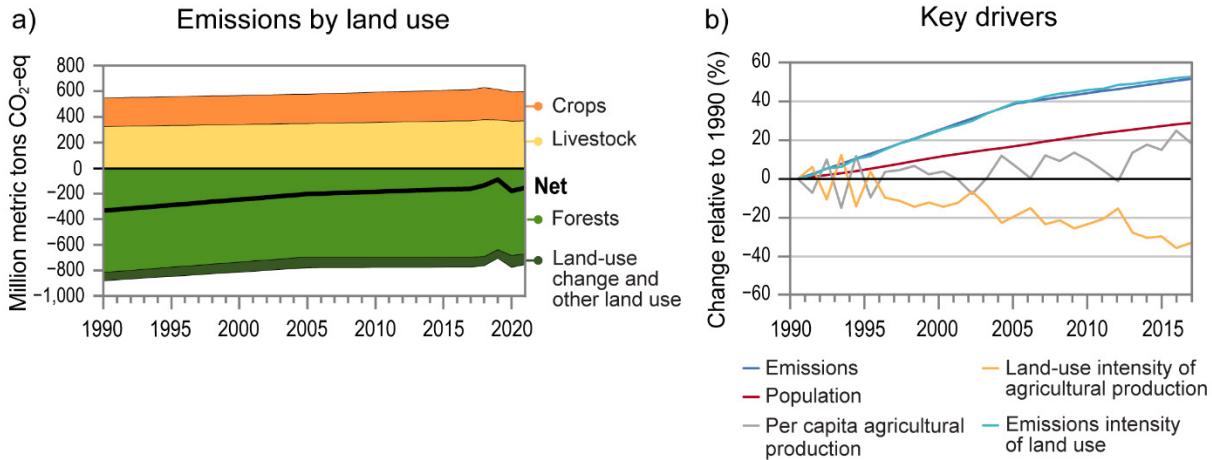 a) Emissions by land use
Million metric tons CO₂-eq
800
600
400
200
0
−200
−400
−600
−800
−1,000
1990 1995 2000 2005 2010 2015 2020
Crops
Livestock
Net
Forests
Land-use
change and
other land use
b) Key drivers
Change relative to 1990 (%)
60
40
20
0
−20
−40
−60
1990 1995 2000 2005 2010 2015
Emissions
Population
Per capita agricultural
production
Land-use intensity of
agricultural production
Emissions intensity
of land use